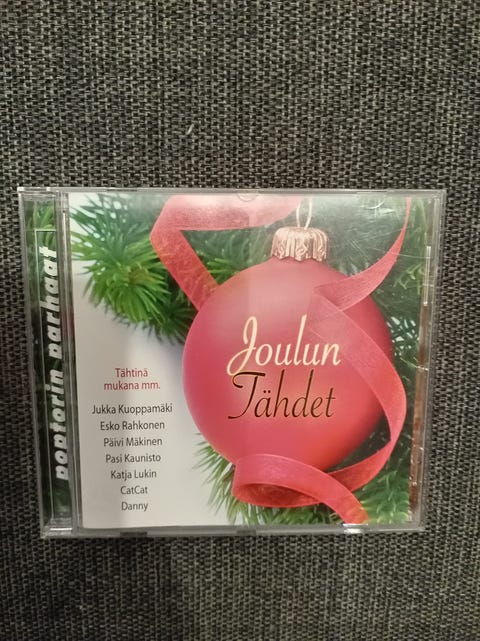 poptorin parhaat
Joulun
Tähdet
Tähtinä
mukana mm.
Jukka Kuoppamäki
Esko Rahkonen
Päivi Mäkinen
Pasi Kaunisto
Katja Lukin
CatCat
Danny